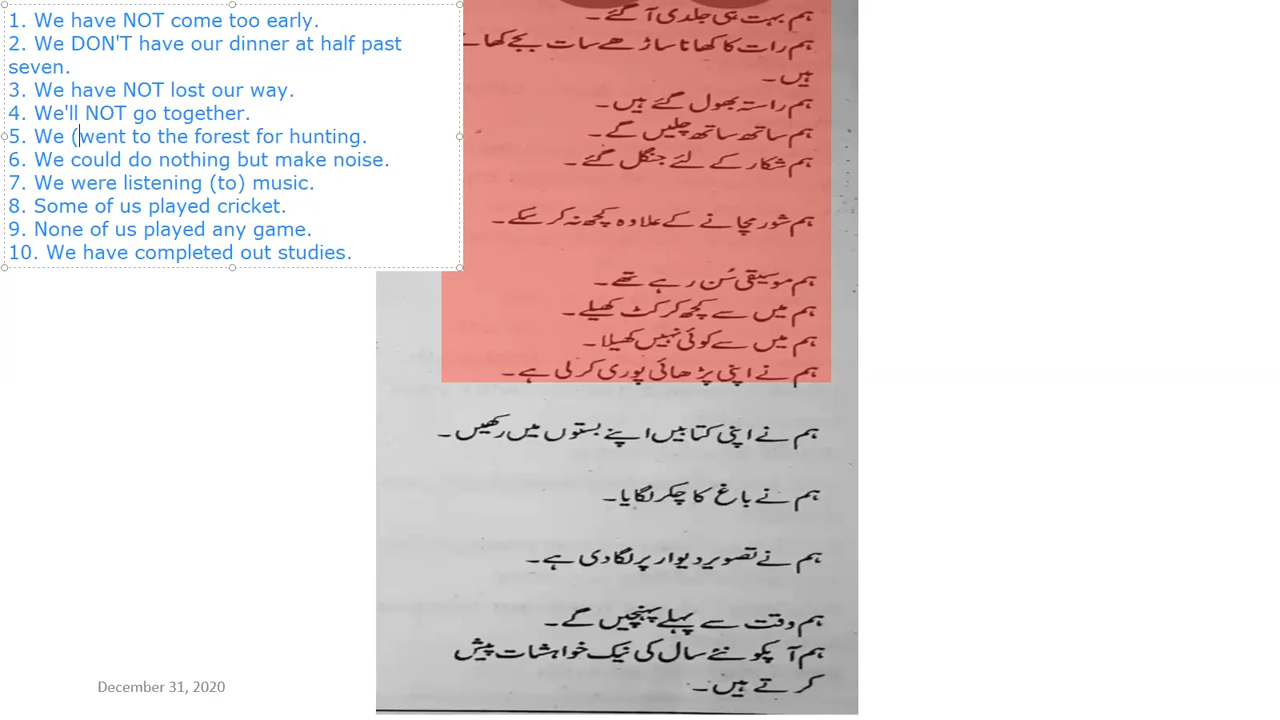 1. We have NOT come too early.
2. We DON'T have our dinner at half past
seven.
3. We have NOT lost our way.
4. We'll NOT go together.
5. We (went to the forest for hunting.
6. We could do nothing but make noise.
7. We were listening (to) music.
8. Some of us played cricket.
9. None of us played any game.
10. We have completed out studies.
ہم بہت ہی جلدی آ گئے ۔
ہم رات کا کھانا ساڑھے سات بجے کھاتے
ہیں ۔
ہم راستہ بھول گئے ہیں ۔
ہم ساتھ ساتھ چلیں گے ۔
ہم شکار کے لئے جنگل گئے ۔
ہم شور مچانے کے علاوہ کچھ نہ کر سکے ۔
ہم موسیقی سُن رہے تھے ۔
ہم میں سے کچھ کرکٹ کھیلے ۔
ہم میں سے کوئی نہیں کھیلا ۔
ہم نے اپنی پڑھائی پوری کر لی ہے ۔
ہم نے اپنی کتابیں اپنے بستوں میں رکھیں ۔
ہم نے باغ کا چکر لگایا ۔
ہم نے تصویر دیوار پر لگا دی ہے ۔
ہم وقت سے پہلے پہنچیں گے ۔
ہم آپکو نئے سال کی نیک خواہشات پیش
کرتے ہیں ۔
December 31, 2020